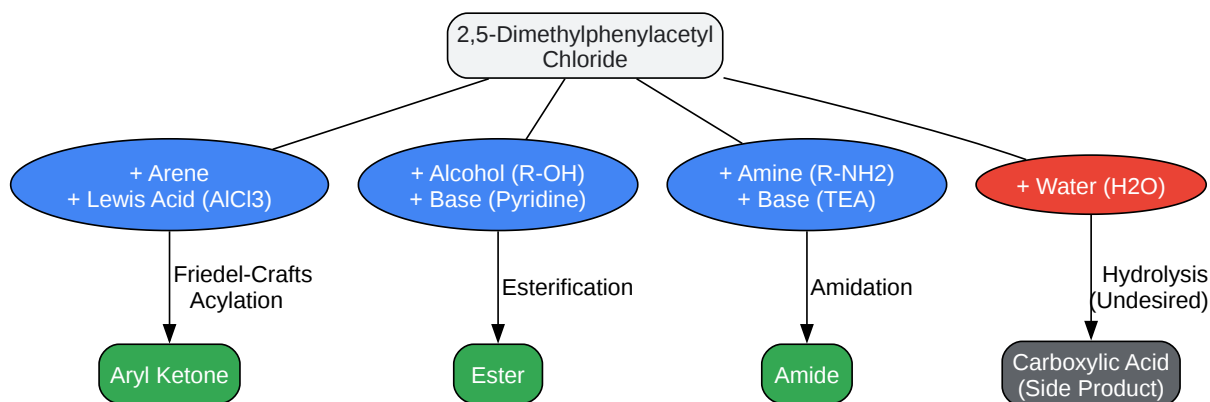 2,5-Dimethylphenylacetyl
Chloride
+ Arene
+ Lewis Acid (AlCl3)
+ Alcohol (R-OH)
+ Base (Pyridine)
+ Amine (R-NH2)
+ Base (TEA)
+ Water (H2O)
Friedel-Crafts
Acylation
Esterification
Amidation
Hydrolysis
(Undesired)
Aryl Ketone
Ester
Amide
Carboxylic Acid
(Side Product)